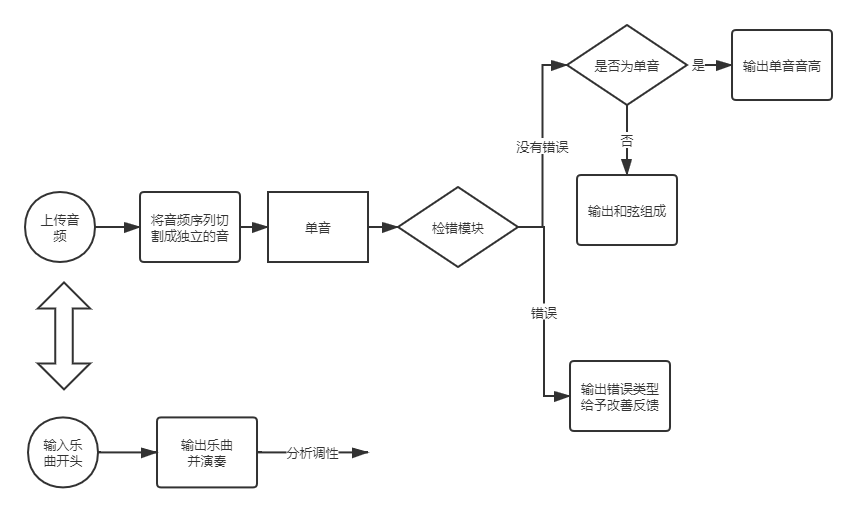 是否为单音
是
输出单音音高
否
没有错误
输出和弦组成
上传音
频
将音频序列切
割成独立的音
单音
检错模块
错误
输出错误类型
给予改善反馈
输入乐
曲开头
输出乐曲
并演奏
分析调性